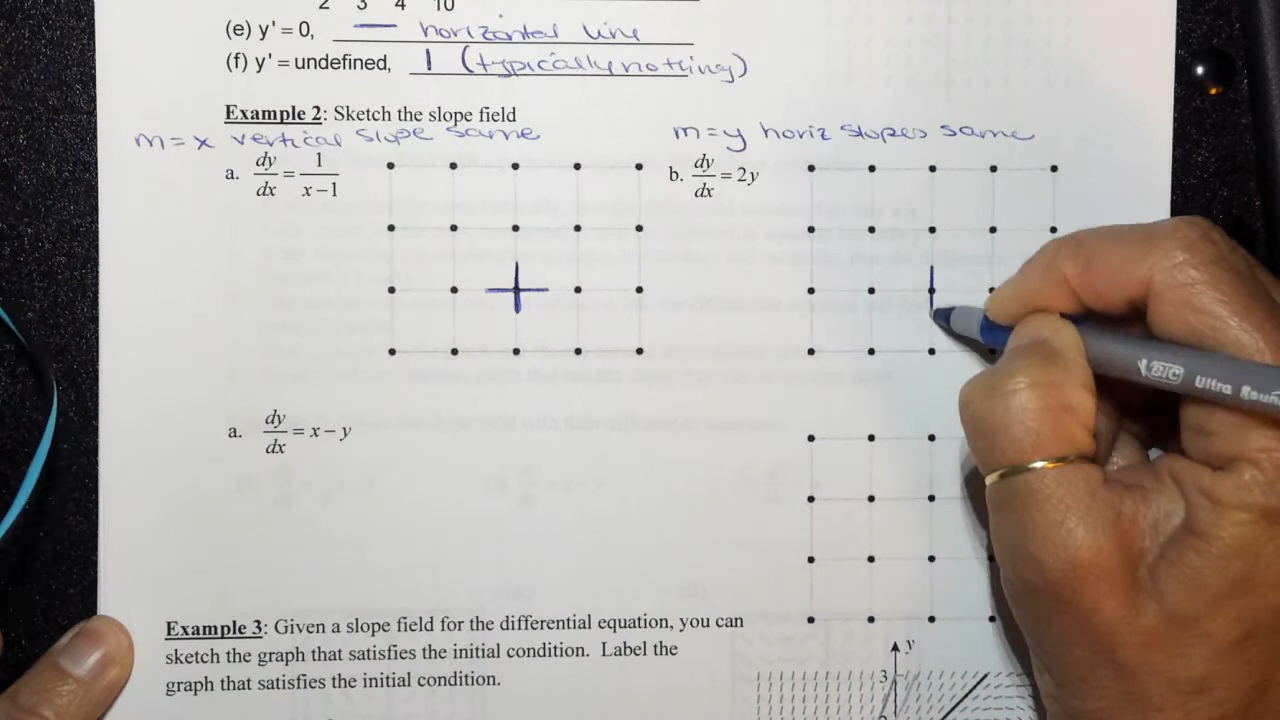 2 3 4 10
(e) y' = 0, — horizontal line
(f) y' = undefined, | (typically nothing)
Example 2: Sketch the slope field
m = x vertical slope same
m = y horiz slopes same
a. dy/dx = 1/(x−1)
b. dy/dx = 2y
BIC Ultra Roun
a. dy/dx = x − y
Example 3: Given a slope field for the differential equation, you can
sketch the graph that satisfies the initial condition. Label the
graph that satisfies the initial condition.
y
3